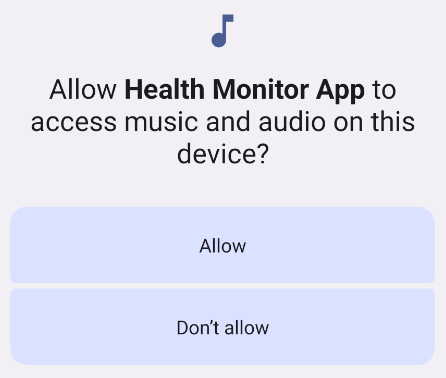 Allow Health Monitor App to
access music and audio on this
device?
Allow
Don’t allow